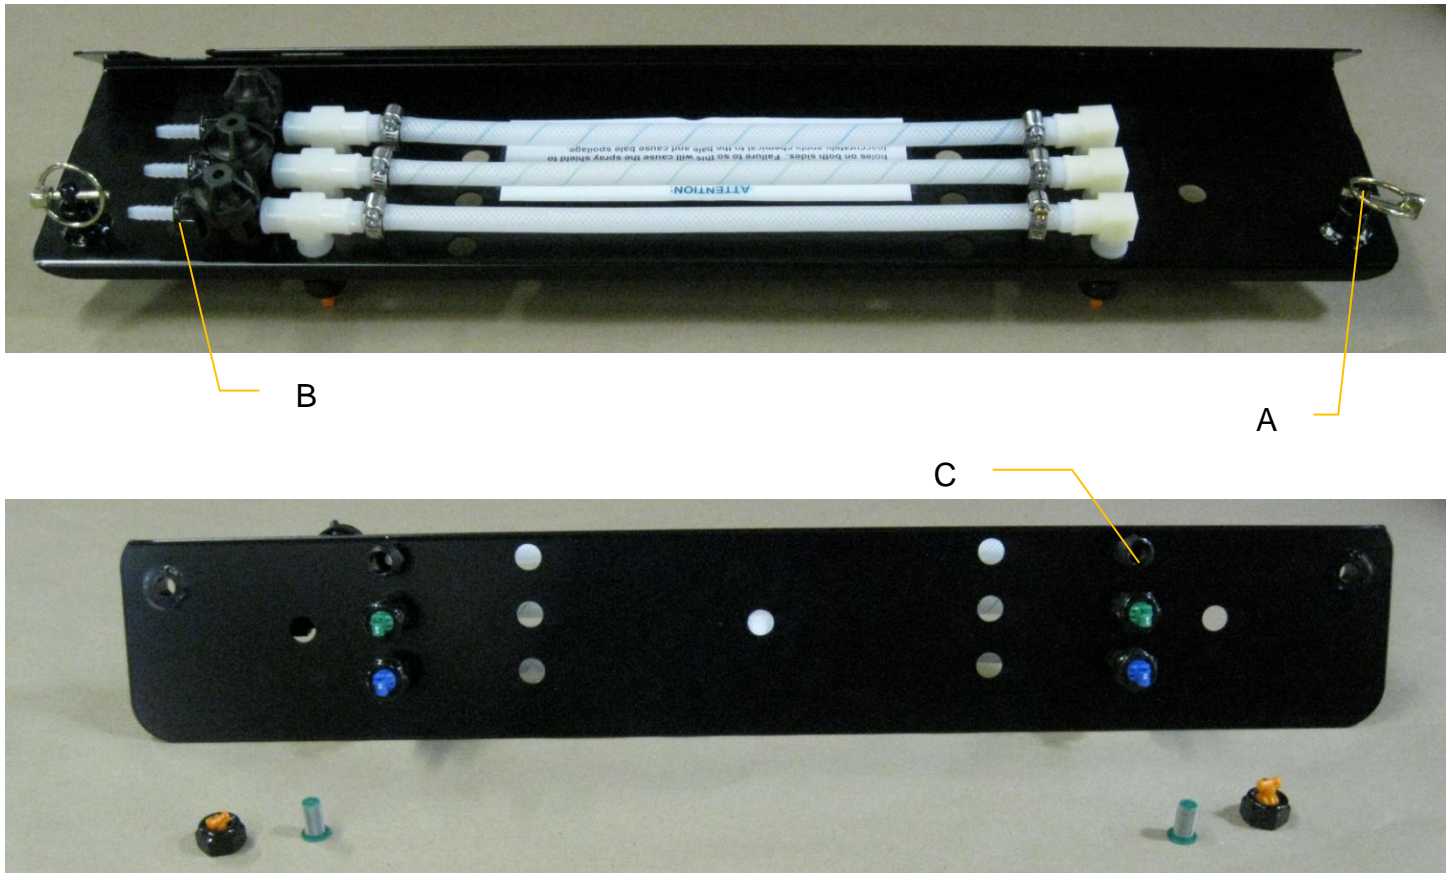 ATTENTION:
holes on both sides. Failure to so this will cause the spray shield to
inaccurately apply chemical to the bale and cause bale spoilage.
B
A
C